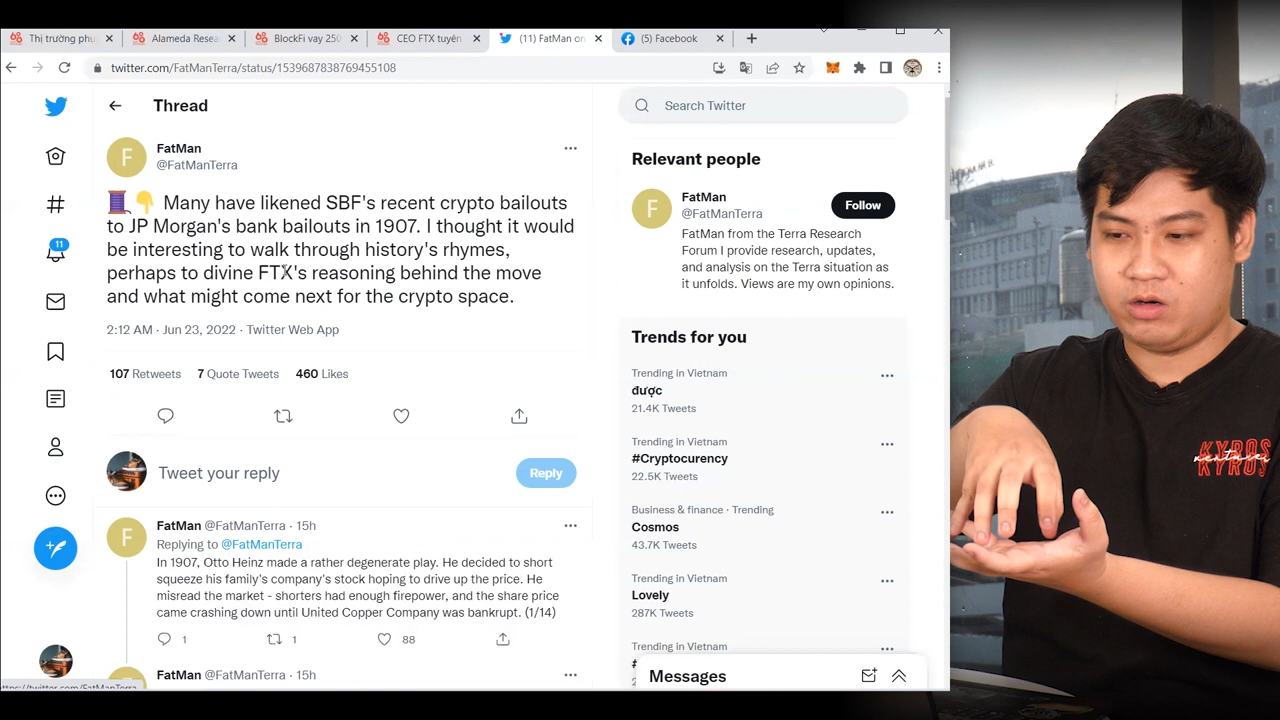 Thị trường phu
Alameda Resea
BlockFi vay 250
CEO FTX tuyên
(11) FatMan on
(5) Facebook
twitter.com/FatManTerra/status/1539687838769455108
Thread
Search Twitter
FatMan
@FatManTerra
🧵👇 Many have likened SBF's recent crypto bailouts
to JP Morgan's bank bailouts in 1907. I thought it would
be interesting to walk through history's rhymes,
perhaps to divine FTX's reasoning behind the move
and what might come next for the crypto space.
2:12 AM · Jun 23, 2022 · Twitter Web App
107 Retweets 7 Quote Tweets 460 Likes
11
Tweet your reply
Reply
FatMan @FatManTerra · 15h
Replying to @FatManTerra
In 1907, Otto Heinz made a rather degenerate play. He decided to short
squeeze his family's company's stock hoping to drive up the price. He
misread the market - shorters had enough firepower, and the share price
came crashing down until United Copper Company was bankrupt. (1/14)
1 1 88
FatMan @FatManTerra · 15h
Relevant people
FatMan
@FatManTerra
Follow
FatMan from the Terra Research
Forum I provide research, updates,
and analysis on the Terra situation as
it unfolds. Views are my own opinions.
Trends for you
Trending in Vietnam
được
21.4K Tweets
Trending in Vietnam
#Cryptocurency
22.5K Tweets
Business & finance · Trending
Cosmos
43.7K Tweets
Trending in Vietnam
Lovely
287K Tweets
Trending in Vietnam
Messages
KYROS
ventures
KYROS